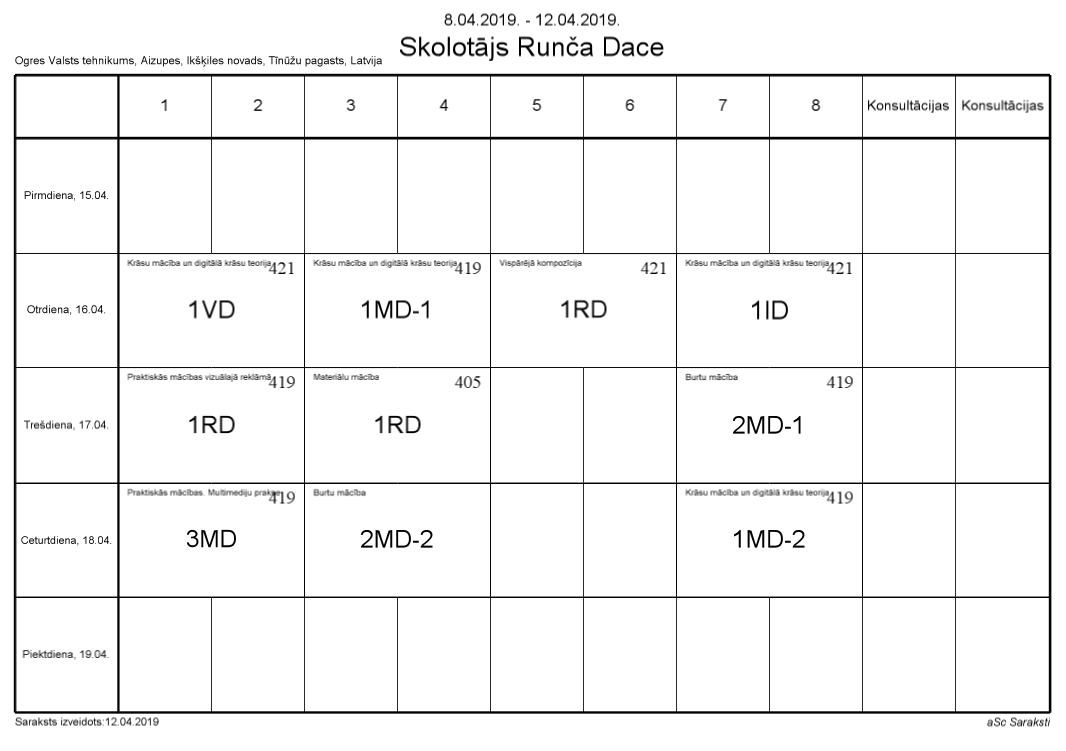 8.04.2019. - 12.04.2019.
Skolotājs Runča Dace
Ogres Valsts tehnikums, Aizupes, Ikšķiles novads, Tīnūžu pagasts, Latvija
1 2 3 4 5 6 7 8 Konsultācijas Konsultācijas
Pirmdiena, 15.04.
Krāsu mācība un digitālā krāsu teorija 421 Krāsu mācība un digitālā krāsu teorija 419 Vispārējā kompozīcija 421 Krāsu mācība un digitālā krāsu teorija 421
Otrdiena, 16.04. 1VD 1MD-1 1RD 1ID
Praktiskās mācības vizuālajā reklāmā 419 Materiālu mācība 405 Burtu mācība 419
Trešdiena, 17.04. 1RD 1RD 2MD-1
Praktiskās mācības. Multimediju 419 Burtu mācība Krāsu mācība un digitālā krāsu teorija 419
Ceturtdiena, 18.04. 3MD 2MD-2 1MD-2
Piektdiena, 19.04.
Saraksts izveidots:12.04.2019 aSc Saraksti